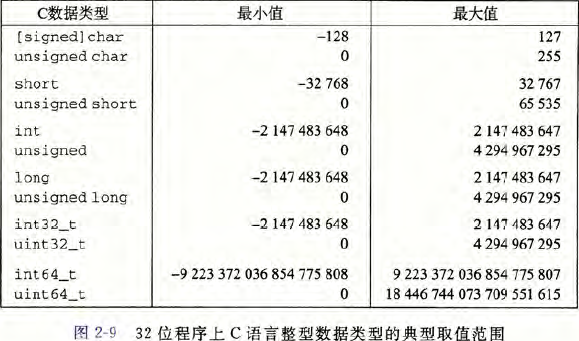 C数据类型 最小值 最大值
[signed]char -128 127
unsigned char 0 255
short -32 768 32 767
unsigned short 0 65 535
int -2 147 483 648 2 147 483 647
unsigned 0 4 294 967 295
long -2 147 483 648 2 147 483 647
unsigned long 0 4 294 967 295
int32_t -2 147 483 648 2 147 483 647
uint32_t 0 4 294 967 295
int64_t -9 223 372 036 854 775 808 9 223 372 036 854 775 807
uint64_t 0 18 446 744 073 709 551 615
图 2-9 32 位程序上 C 语言整型数据类型的典型取值范围